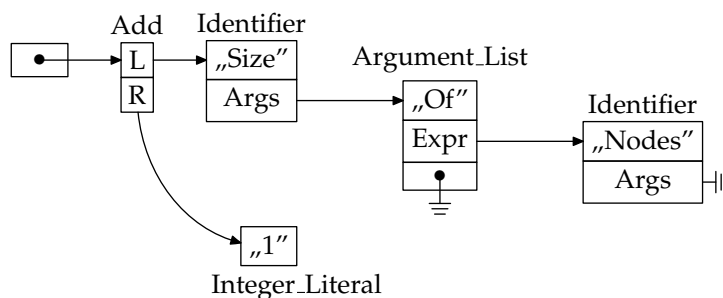 Add
Identifier
L
„Size”
R
Args
Argument_List
„Of”
Expr
Identifier
„Nodes”
Args
„1”
Integer_Literal